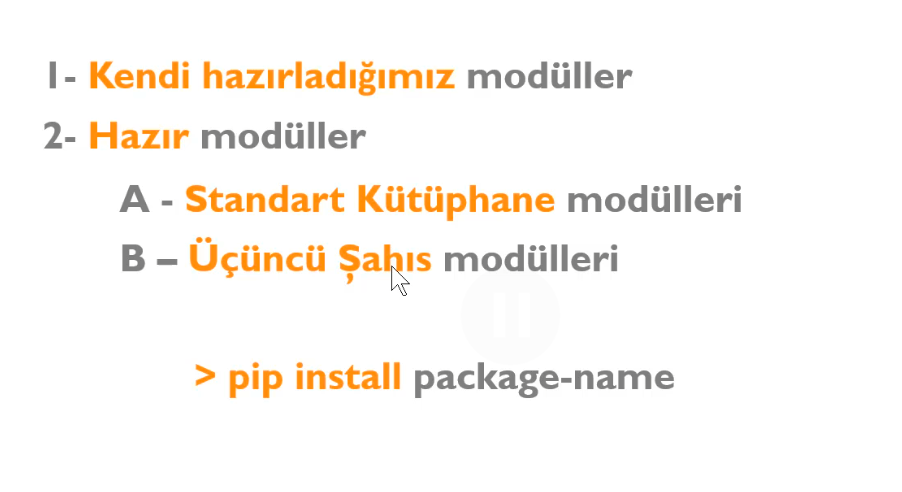 1- Kendi hazırladığımız modüller
2- Hazır modüller
A - Standart Kütüphane modülleri
B – Üçüncü Şahıs modülleri
> pip install package-name